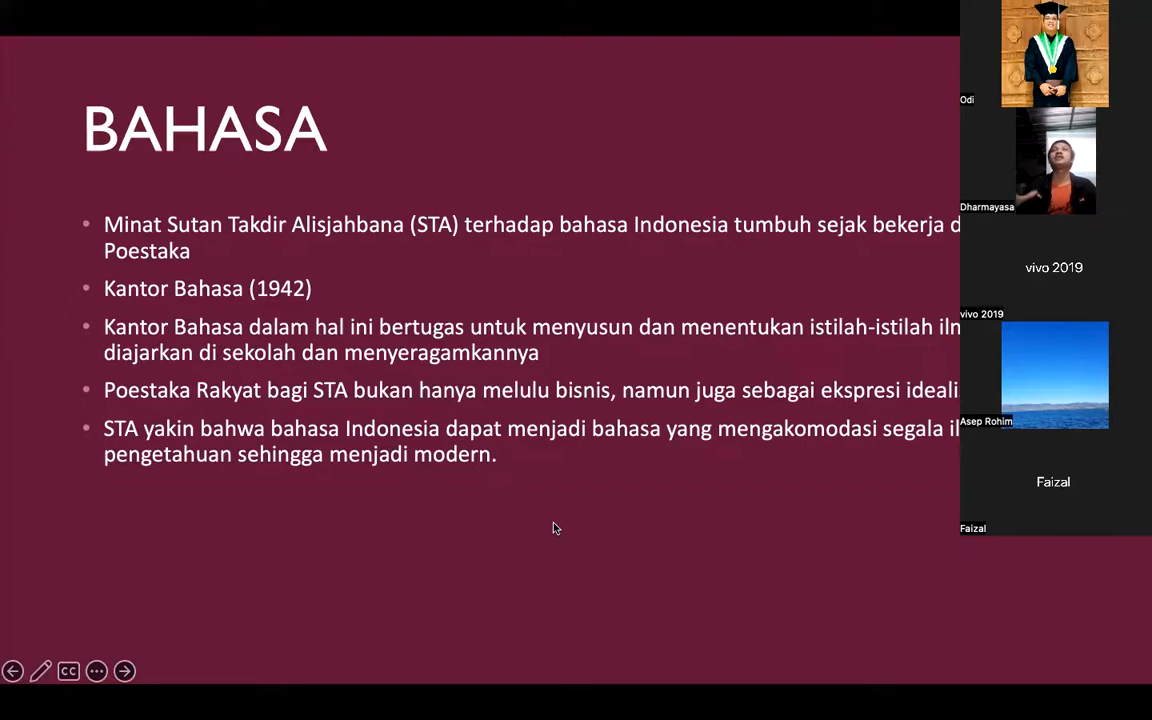 BAHASA
• Minat Sutan Takdir Alisjahbana (STA) terhadap bahasa Indonesia tumbuh sejak bekerja
Poestaka
• Kantor Bahasa (1942)
• Kantor Bahasa dalam hal ini bertugas untuk menyusun dan menentukan istilah-istilah
diajarkan di sekolah dan menyeragamkannya
• Poestaka Rakyat bagi STA bukan hanya melulu bisnis, namun juga sebagai ekspresi ideali
• STA yakin bahwa bahasa Indonesia dapat menjadi bahasa yang mengakomodasi segala
pengetahuan sehingga menjadi modern.
CC
Odi
Dharmayasa
vivo 2019
vivo 2019
Asep Rohim
Faizal
Faizal